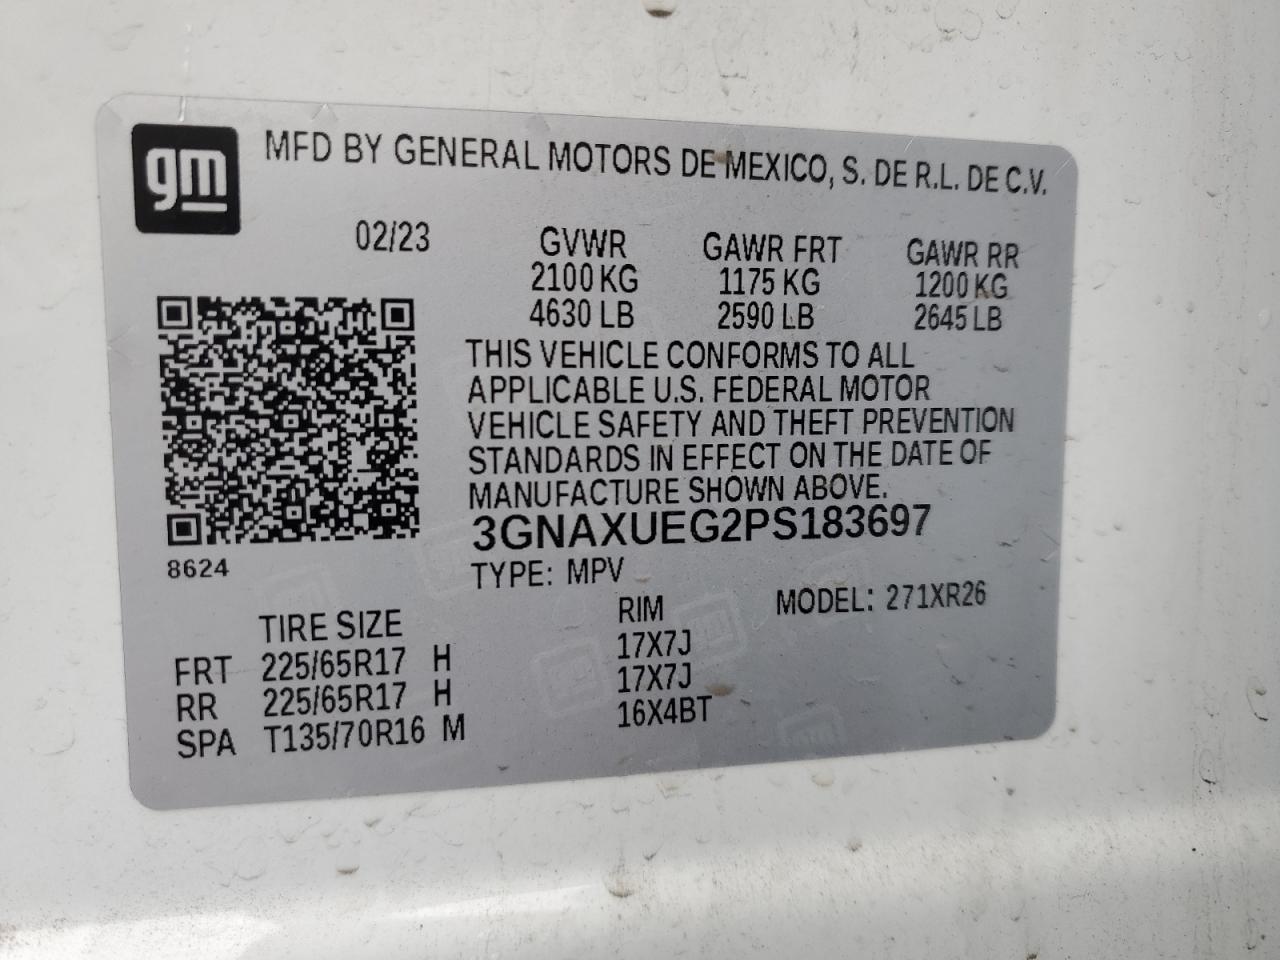 gm
MFD BY GENERAL MOTORS DE MEXICO, S. DE R.L. DE C.V.
02/23
GVWR GAWR FRT GAWR RR
2100 KG 1175 KG 1200 KG
4630 LB 2590 LB 2645 LB
THIS VEHICLE CONFORMS TO ALL
APPLICABLE U.S. FEDERAL MOTOR
VEHICLE SAFETY AND THEFT PREVENTION
STANDARDS IN EFFECT ON THE DATE OF
MANUFACTURE SHOWN ABOVE.
3GNAXUEG2PS183697
8624
TYPE: MPV
MODEL: 271XR26
TIRE SIZE RIM
FRT 225/65R17 H 17X7J
RR 225/65R17 H 17X7J
SPA T135/70R16 M 16X4BT